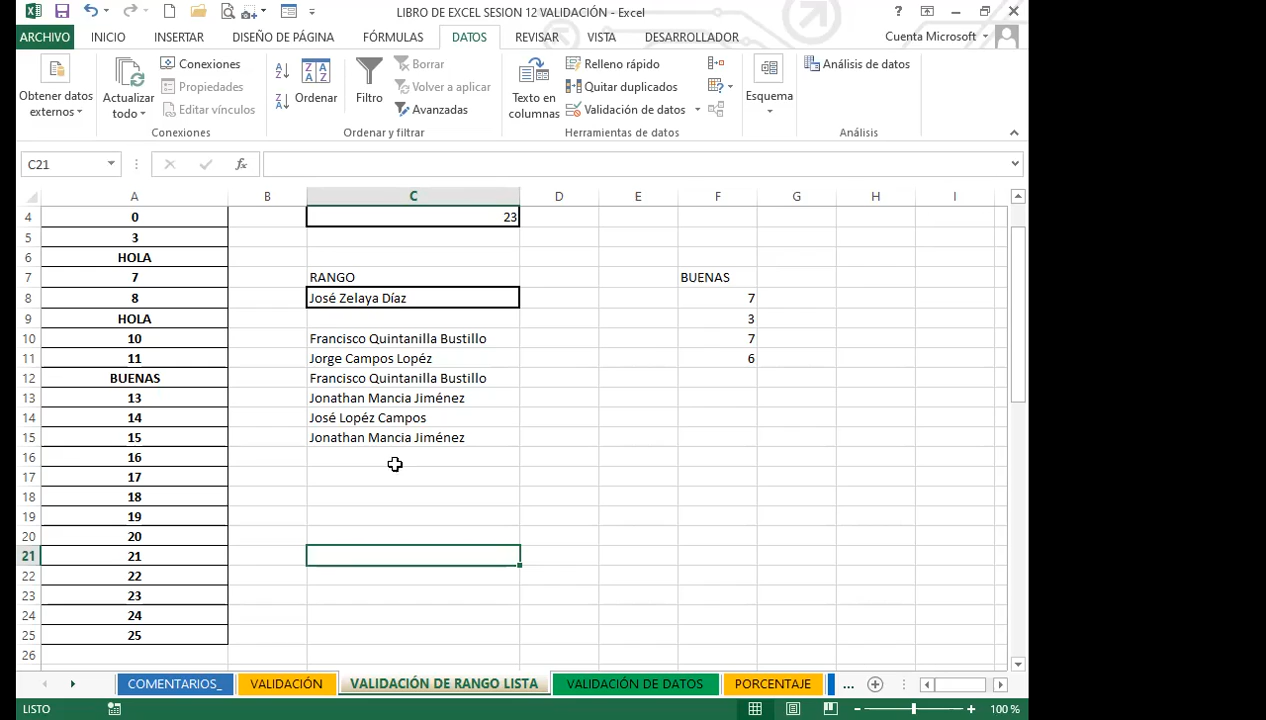 LIBRO DE EXCEL SESION 12 VALIDACIÓN - Excel
?
ARCHIVO INICIO INSERTAR DISEÑO DE PÁGINA FÓRMULAS DATOS REVISAR VISTA DESARROLLADOR Cuenta Microsoft
Obtener datos externos
Actualizar todo
Conexiones
Propiedades
Editar vínculos
Conexiones
Ordenar
Filtro
Borrar
Volver a aplicar
Avanzadas
Ordenar y filtrar
Texto en columnas
Relleno rápido
Quitar duplicados
Validación de datos
Herramientas de datos
Esquema
Análisis de datos
Análisis
C21 fx
A B C D E F G H I
4 0 23
5 3
6 HOLA
7 7 RANGO BUENAS
8 8 José Zelaya Díaz 7
9 HOLA 3
10 10 Francisco Quintanilla Bustillo 7
11 11 Jorge Campos Lopéz 6
12 BUENAS Francisco Quintanilla Bustillo
13 13 Jonathan Mancia Jiménez
14 14 José Lopéz Campos
15 15 Jonathan Mancia Jiménez
16 16
17 17
18 18
19 19
20 20
21 21
22 22
23 23
24 24
25 25
26
COMENTARIOS_ VALIDACIÓN VALIDACIÓN DE RANGO LISTA VALIDACIÓN DE DATOS PORCENTAJE ...
LISTO 100 %